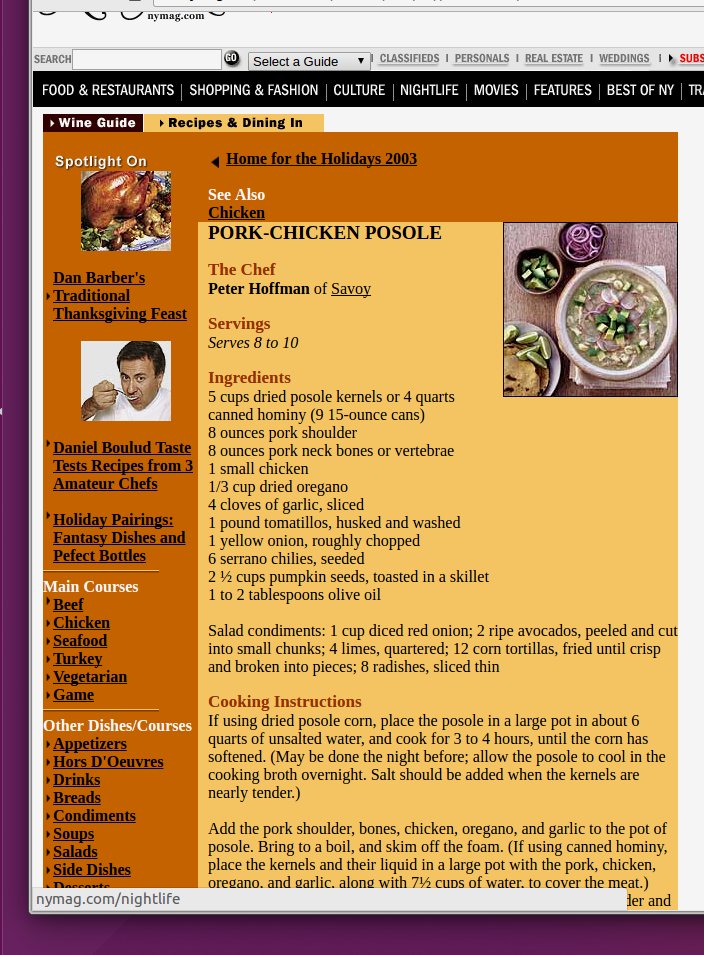 nymag.com
SEARCH GO Select a Guide CLASSIFIEDS PERSONALS REAL ESTATE WEDDINGS SUBS
FOOD & RESTAURANTS SHOPPING & FASHION CULTURE NIGHTLIFE MOVIES FEATURES BEST OF NY TRA
Wine Guide Recipes & Dining In
Spotlight On
Dan Barber's
Traditional
Thanksgiving Feast
Daniel Boulud Taste
Tests Recipes from 3
Amateur Chefs
Holiday Pairings:
Fantasy Dishes and
Pefect Bottles
Main Courses
Beef
Chicken
Seafood
Turkey
Vegetarian
Game
Other Dishes/Courses
Appetizers
Hors D'Oeuvres
Drinks
Breads
Condiments
Soups
Salads
Side Dishes
Desserts
Home for the Holidays 2003
See Also
Chicken
PORK-CHICKEN POSOLE
The Chef
Peter Hoffman of Savoy
Servings
Serves 8 to 10
Ingredients
5 cups dried posole kernels or 4 quarts
canned hominy (9 15-ounce cans)
8 ounces pork shoulder
8 ounces pork neck bones or vertebrae
1 small chicken
1/3 cup dried oregano
4 cloves of garlic, sliced
1 pound tomatillos, husked and washed
1 yellow onion, roughly chopped
6 serrano chilies, seeded
2 ½ cups pumpkin seeds, toasted in a skillet
1 to 2 tablespoons olive oil
Salad condiments: 1 cup diced red onion; 2 ripe avocados, peeled and cut
into small chunks; 4 limes, quartered; 12 corn tortillas, fried until crisp
and broken into pieces; 8 radishes, sliced thin
Cooking Instructions
If using dried posole corn, place the posole in a large pot in about 6
quarts of unsalted water, and cook for 3 to 4 hours, until the corn has
softened. (May be done the night before; allow the posole to cool in the
cooking broth overnight. Salt should be added when the kernels are
nearly tender.)
Add the pork shoulder, bones, chicken, oregano, and garlic to the pot of
posole. Bring to a boil, and skim off the foam. (If using canned hominy,
place the kernels and their liquid in a large pot with the pork, chicken,
oregano, and garlic, along with 7½ cups of water, to cover the meat.)
der and
nymag.com/nightlife